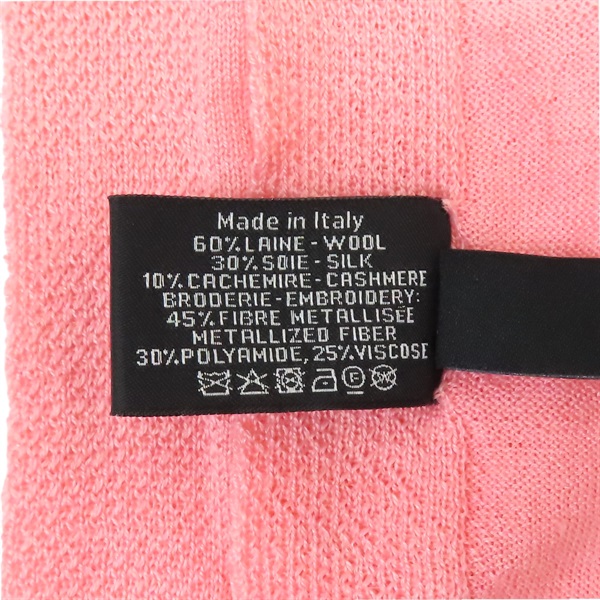 Made in Italy
60% LAINE - WOOL
30% SOIE - SILK
10% CACHEMIRE - CASHMERE
BRODERIE - EMBROIDERY:
45% FIBRE METALLISÉE
METALLIZED FIBER
30% POLYAMIDE, 25% VISCOSE